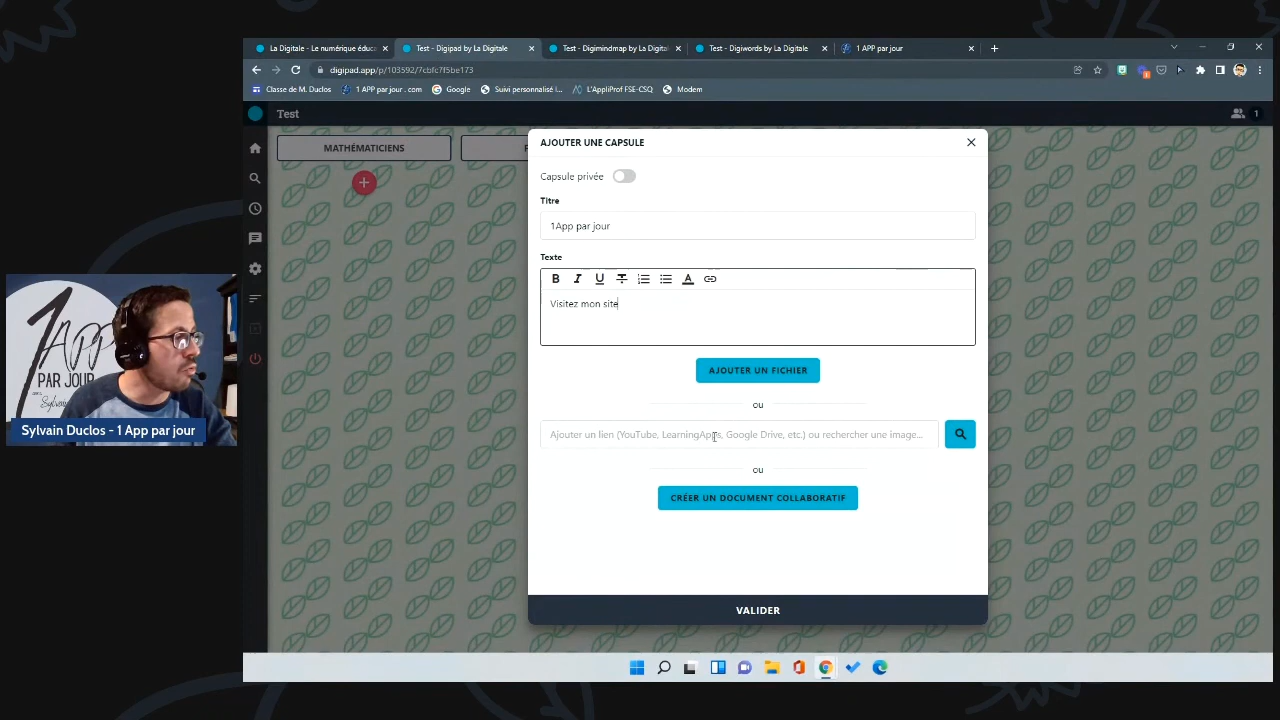 La Digitale - Le numérique éduca
Test - Digipad by La Digitale
Test - Digimindmap by La Digita
Test - Digiwords by La Digitale
1 APP par jour
digipad.app/p/103592/7cbfc7f5be173
Classe de M. Duclos
1 APP par jour . com
Google
Suivi personnalisé l...
L'AppliProf FSE-CSQ
Modem
Test
1
MATHÉMATICIENS
AJOUTER UNE CAPSULE
Capsule privée
Titre
1App par jour
Texte
B I U T A
Visitez mon site
AJOUTER UN FICHIER
ou
Ajouter un lien (YouTube, LearningApps, Google Drive, etc.) ou rechercher une image...
ou
CRÉER UN DOCUMENT COLLABORATIF
VALIDER
1App
PAR JOUR
avec
Sylvain
Sylvain Duclos - 1 App par jour